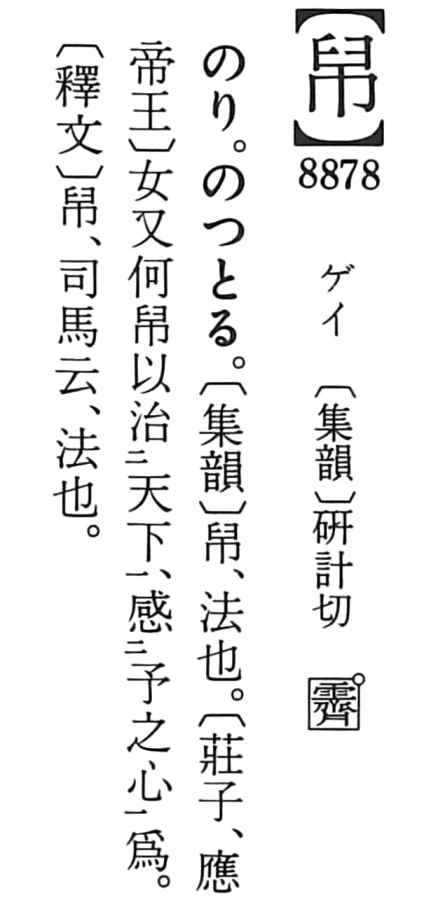 【帠】8878 ゲイ 〔集韻〕硏計切 霽
のり。のつとる。〔集韻〕帠、法也。〔莊子、應
帝王〕女又何帠以治二天下一、感二予之心一爲。
〔釋文〕帠、司馬云、法也。